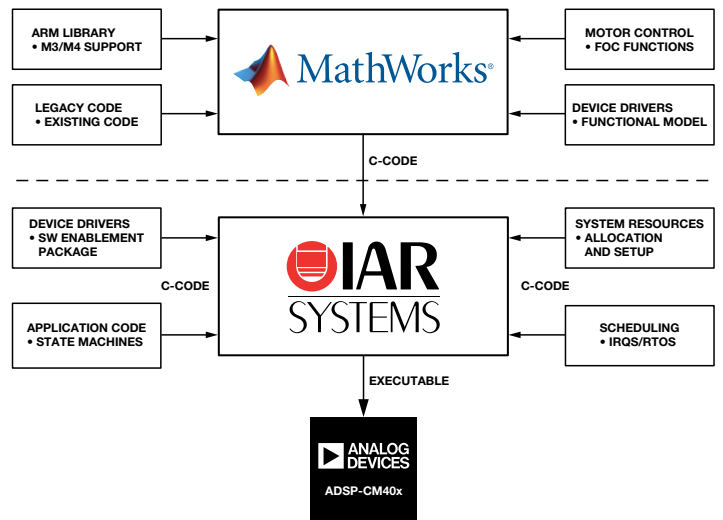 ARM LIBRARY
• M3/M4 SUPPORT
MathWorks®
MOTOR CONTROL
• FOC FUNCTIONS
LEGACY CODE
• EXISTING CODE
DEVICE DRIVERS
• FUNCTIONAL MODEL
C-CODE
DEVICE DRIVERS
• SW ENABLEMENT
PACKAGE
C-CODE
IAR
SYSTEMS
SYSTEM RESOURCES
• ALLOCATION
AND SETUP
C-CODE
APPLICATION CODE
• STATE MACHINES
SCHEDULING
• IRQS/RTOS
EXECUTABLE
ANALOG
DEVICES
ADSP-CM40x